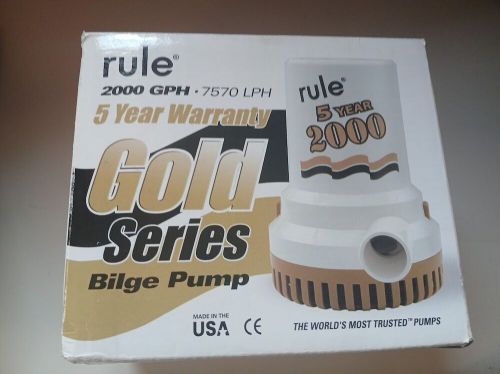 rule®
2000 GPH • 7570 LPH
5 Year Warranty
Gold
Series
Bilge Pump
MADE IN THE
USA CE
rule®
5 YEAR
2000
THE WORLD'S MOST TRUSTED™ PUMPS